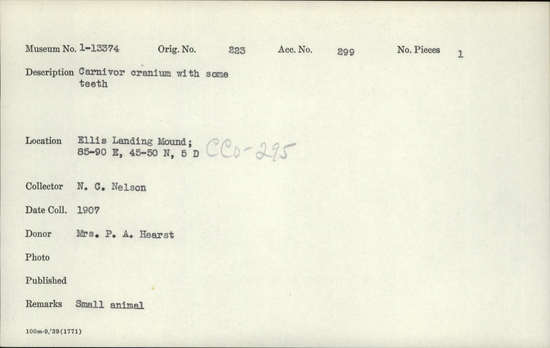 Museum No. 1-13374 Orig. No. 223 Acc. No. 299 No. Pieces 1
Description Carnivor cranium with some
teeth
Location Ellis Landing Mound;
85-90 E, 45-50 N, 5 D CCo-295
Collector N. C. Nelson
Date Coll. 1907
Donor Mrs. P. A. Hearst
Photo
Published
Remarks Small animal
100m-9,'39(1771)